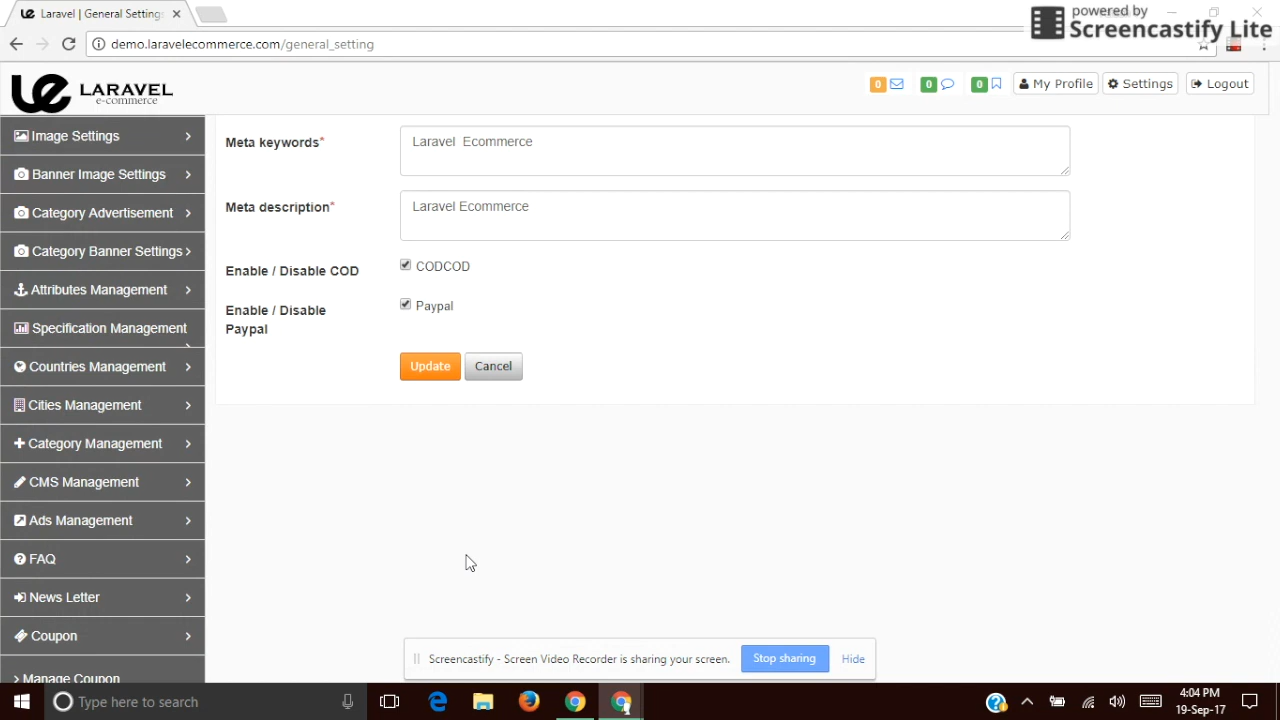 Laravel | General Settings
powered by
Screencastify Lite
demo.laravelecommerce.com/general_setting
LARAVEL
e-commerce
0
0
0
My Profile
Settings
Logout
Image Settings
Banner Image Settings
Category Advertisement
Category Banner Settings
Attributes Management
Specification Management
Countries Management
Cities Management
Category Management
CMS Management
Ads Management
FAQ
News Letter
Coupon
Manage Coupon
Meta keywords*
Laravel  Ecommerce
Meta description*
Laravel Ecommerce
Enable / Disable COD
CODCOD
Enable / Disable
Paypal
Paypal
Update
Cancel
Screencastify - Screen Video Recorder is sharing your screen.
Stop sharing
Hide
Type here to search
4:04 PM
19-Sep-17